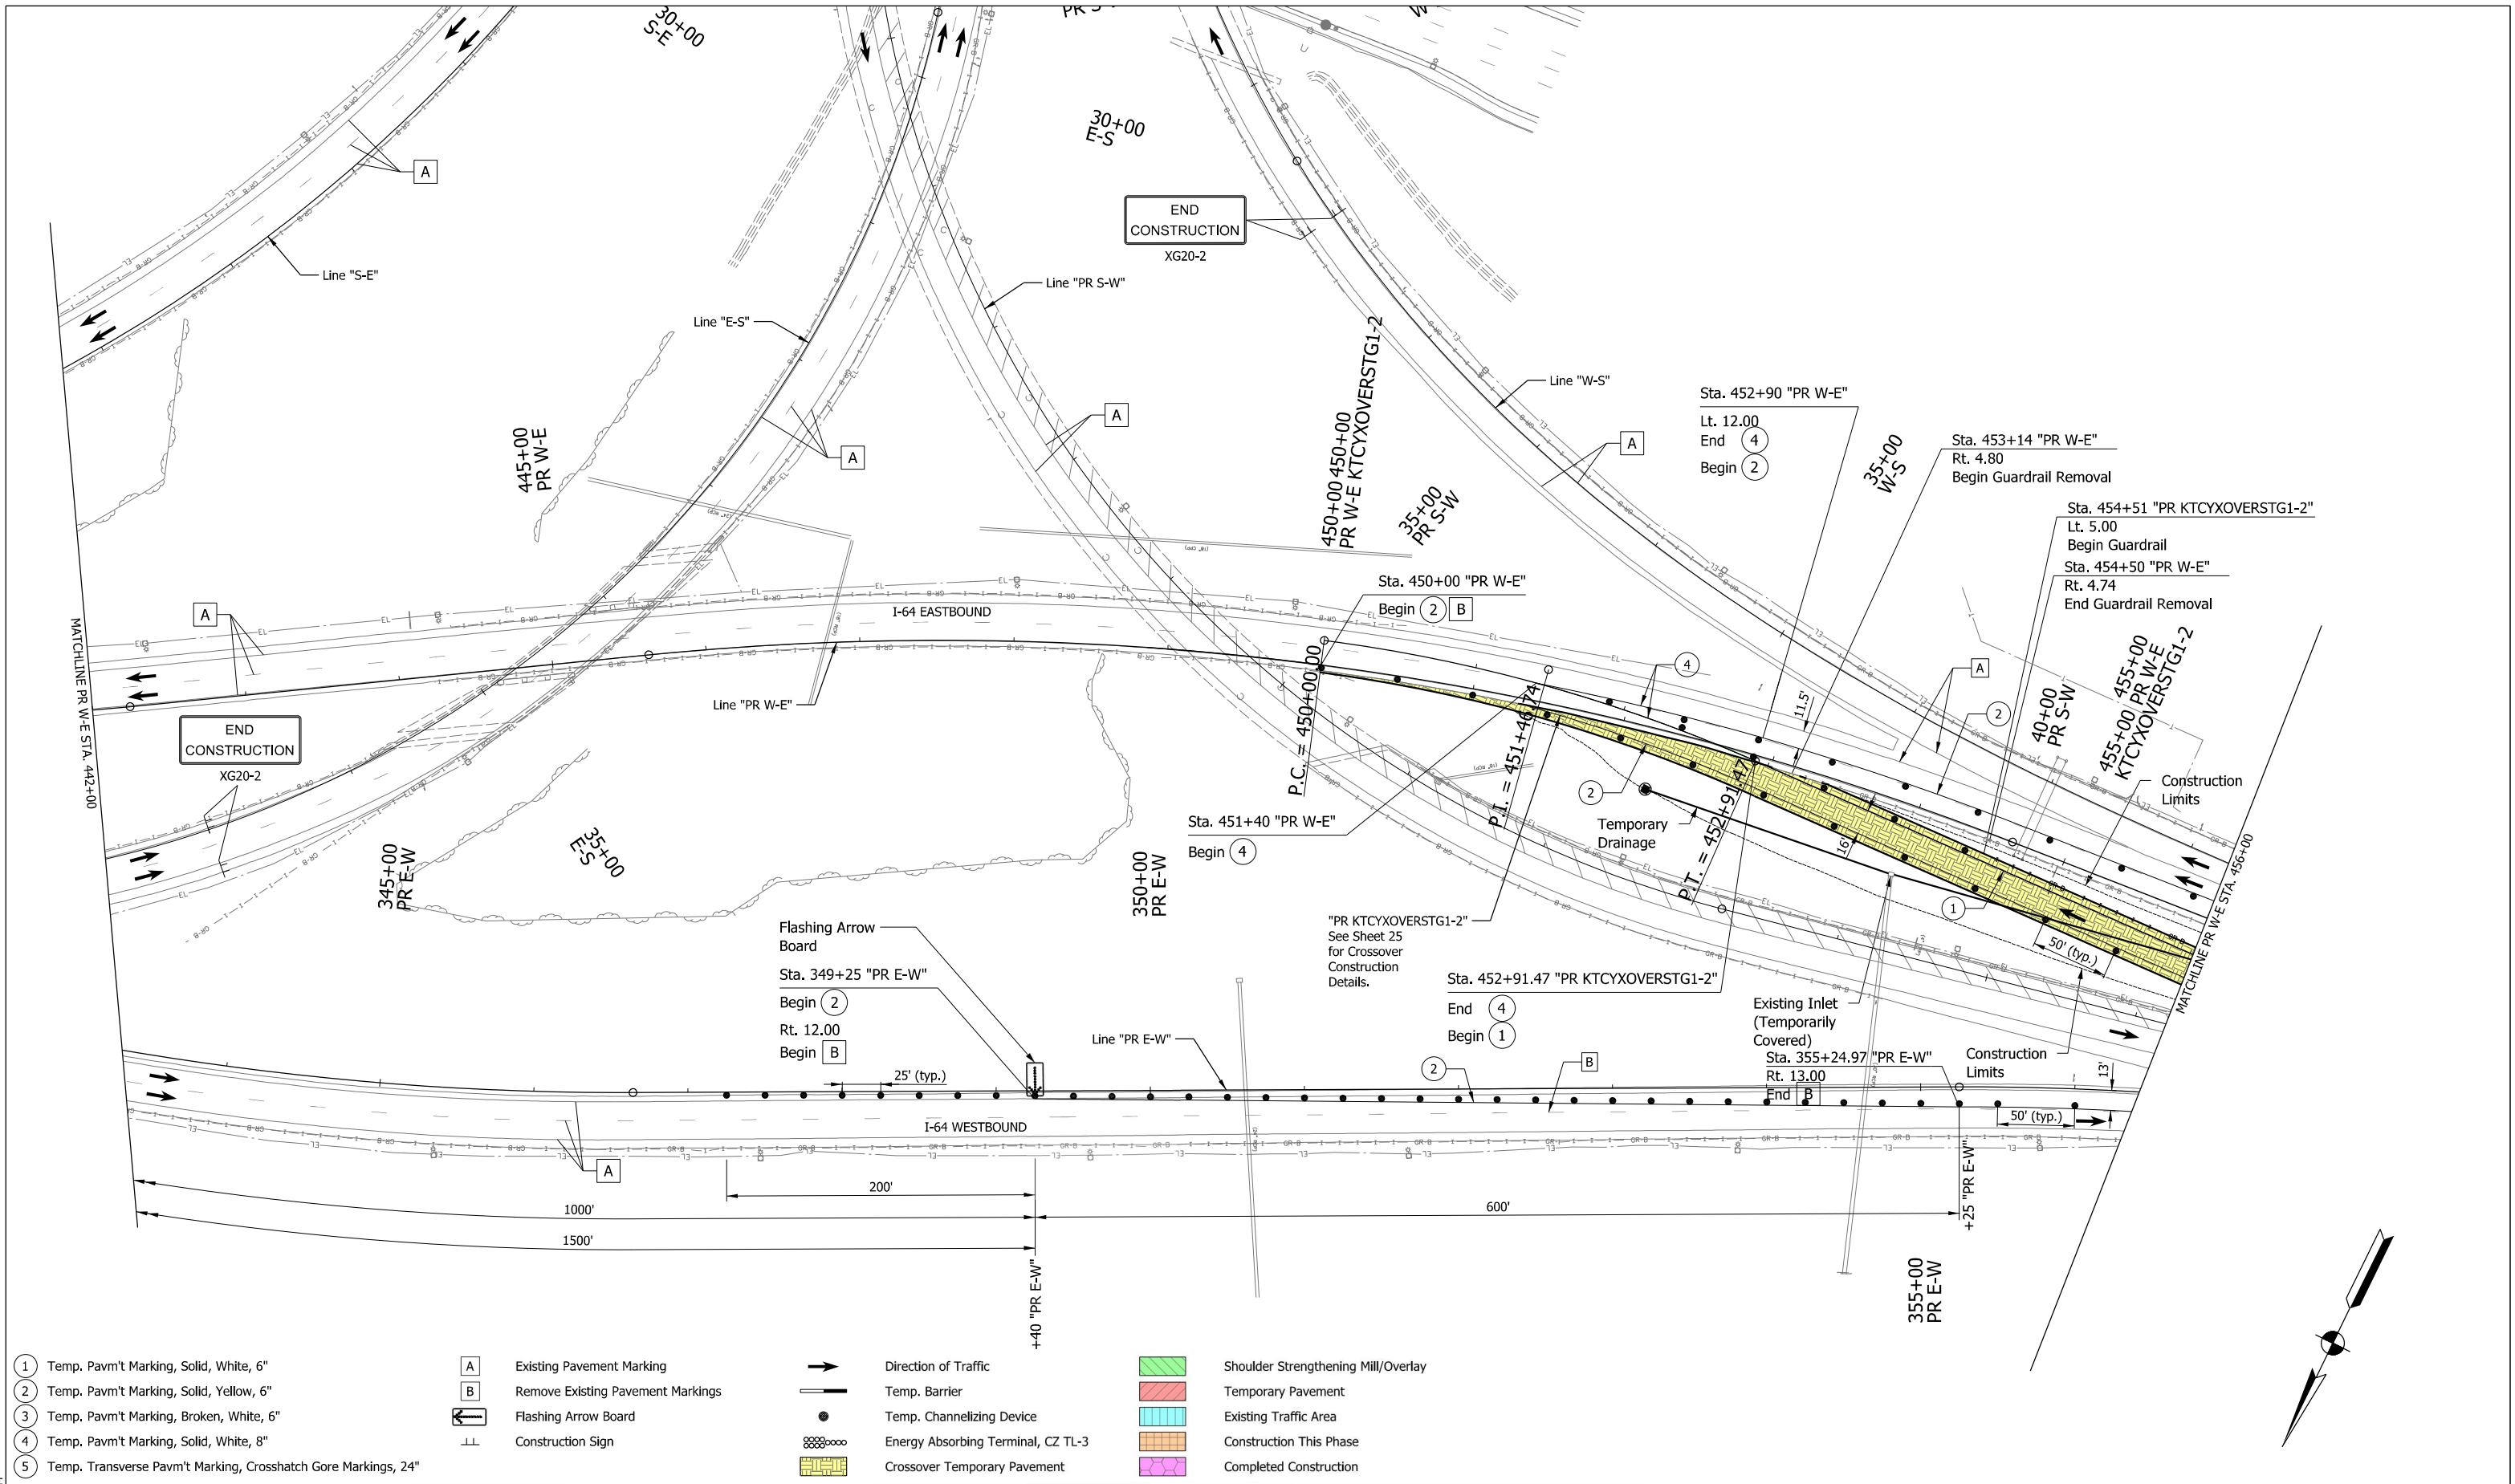 30+00
S-E
30+00
E-S
A
END
CONSTRUCTION
XG20-2
Line "S-E"
Line "PR S-W"
Line "E-S"
Line "W-S"
A
A
A
445+00
PR W-E
450+00 450+00
PR W-E KTCYXOVERSTG1-2
35+00
PR S-W
Sta. 452+90 "PR W-E"
Lt. 12.00
End 4
Begin 2
35+00
W-S
Sta. 453+14 "PR W-E"
Rt. 4.80
Begin Guardrail Removal
Sta. 454+51 "PR KTCYXOVERSTG1-2"
Lt. 5.00
Begin Guardrail
Sta. 454+50 "PR W-E"
Rt. 4.74
End Guardrail Removal
Sta. 450+00 "PR W-E"
Begin 2 B
A
I-64 EASTBOUND
MATCHLINE PR W-E STA. 442+00
4
A
2
11.5'
40+00
PR S-W
455+00
PR W-E
455+00
KTCYXOVERSTG1-2
Construction
Limits
END
CONSTRUCTION
XG20-2
Line "PR W-E"
P.C. = 450+00.00
P.I. = 451+46.74
P.T. = 452+91.47
2
Temporary
Drainage
16'
Sta. 451+40 "PR W-E"
Begin 4
345+00
PR E-W
35+00
E-S
350+00
PR E-W
1
50' (typ.)
MATCHLINE PR W-E STA. 456+00
Flashing Arrow
Board
Sta. 349+25 "PR E-W"
Begin 2
Rt. 12.00
Begin B
"PR KTCYXOVERSTG1-2"
See Sheet 25
for Crossover
Construction
Details.
Sta. 452+91.47 "PR KTCYXOVERSTG1-2"
End 4
Begin 1
Existing Inlet
(Temporarily
Covered)
Sta. 355+24.97 "PR E-W"
Rt. 13.00
End B
Construction
Limits
Line "PR E-W"
25' (typ.)
2
B
13'
50' (typ.)
I-64 WESTBOUND
A
200'
1000'
600'
1500'
+40 "PR E-W"
+25 "PR E-W"
355+00
PR E-W
1 Temp. Pavm't Marking, Solid, White, 6"
2 Temp. Pavm't Marking, Solid, Yellow, 6"
3 Temp. Pavm't Marking, Broken, White, 6"
4 Temp. Pavm't Marking, Solid, White, 8"
5 Temp. Transverse Pavm't Marking, Crosshatch Gore Markings, 24"
A Existing Pavement Marking
B Remove Existing Pavement Markings
Flashing Arrow Board
Construction Sign
Direction of Traffic
Temp. Barrier
Temp. Channelizing Device
Energy Absorbing Terminal, CZ TL-3
Crossover Temporary Pavement
Shoulder Strengthening Mill/Overlay
Temporary Pavement
Existing Traffic Area
Construction This Phase
Completed Construction